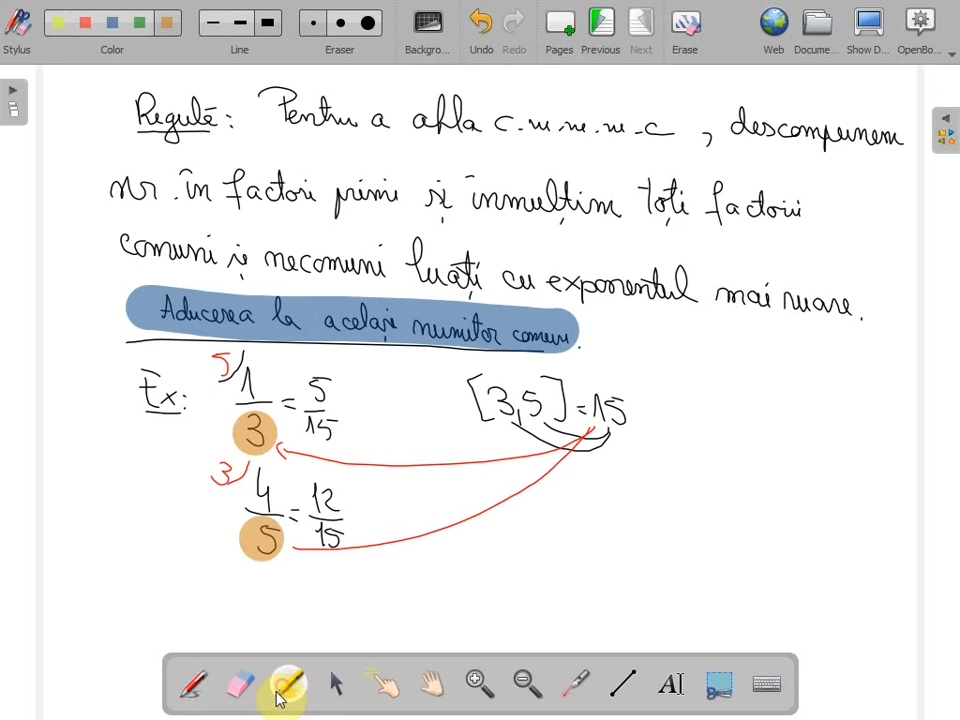 Stylus Color Line Eraser Backgro... Undo Redo Pages Previous Next Erase Web Docume... Show D... OpenBo...
Regulă: Pentru a afla c.m.m.m.c , descompunem
nr. în factori primi și înmulțim toți factorii
comuni și necomuni luați cu exponentul mai mare.
Aducerea la același numitor comun.
Ex: 5/ 1/3 = 5/15 [3,5] = 15
3/ 4/5 = 12/15